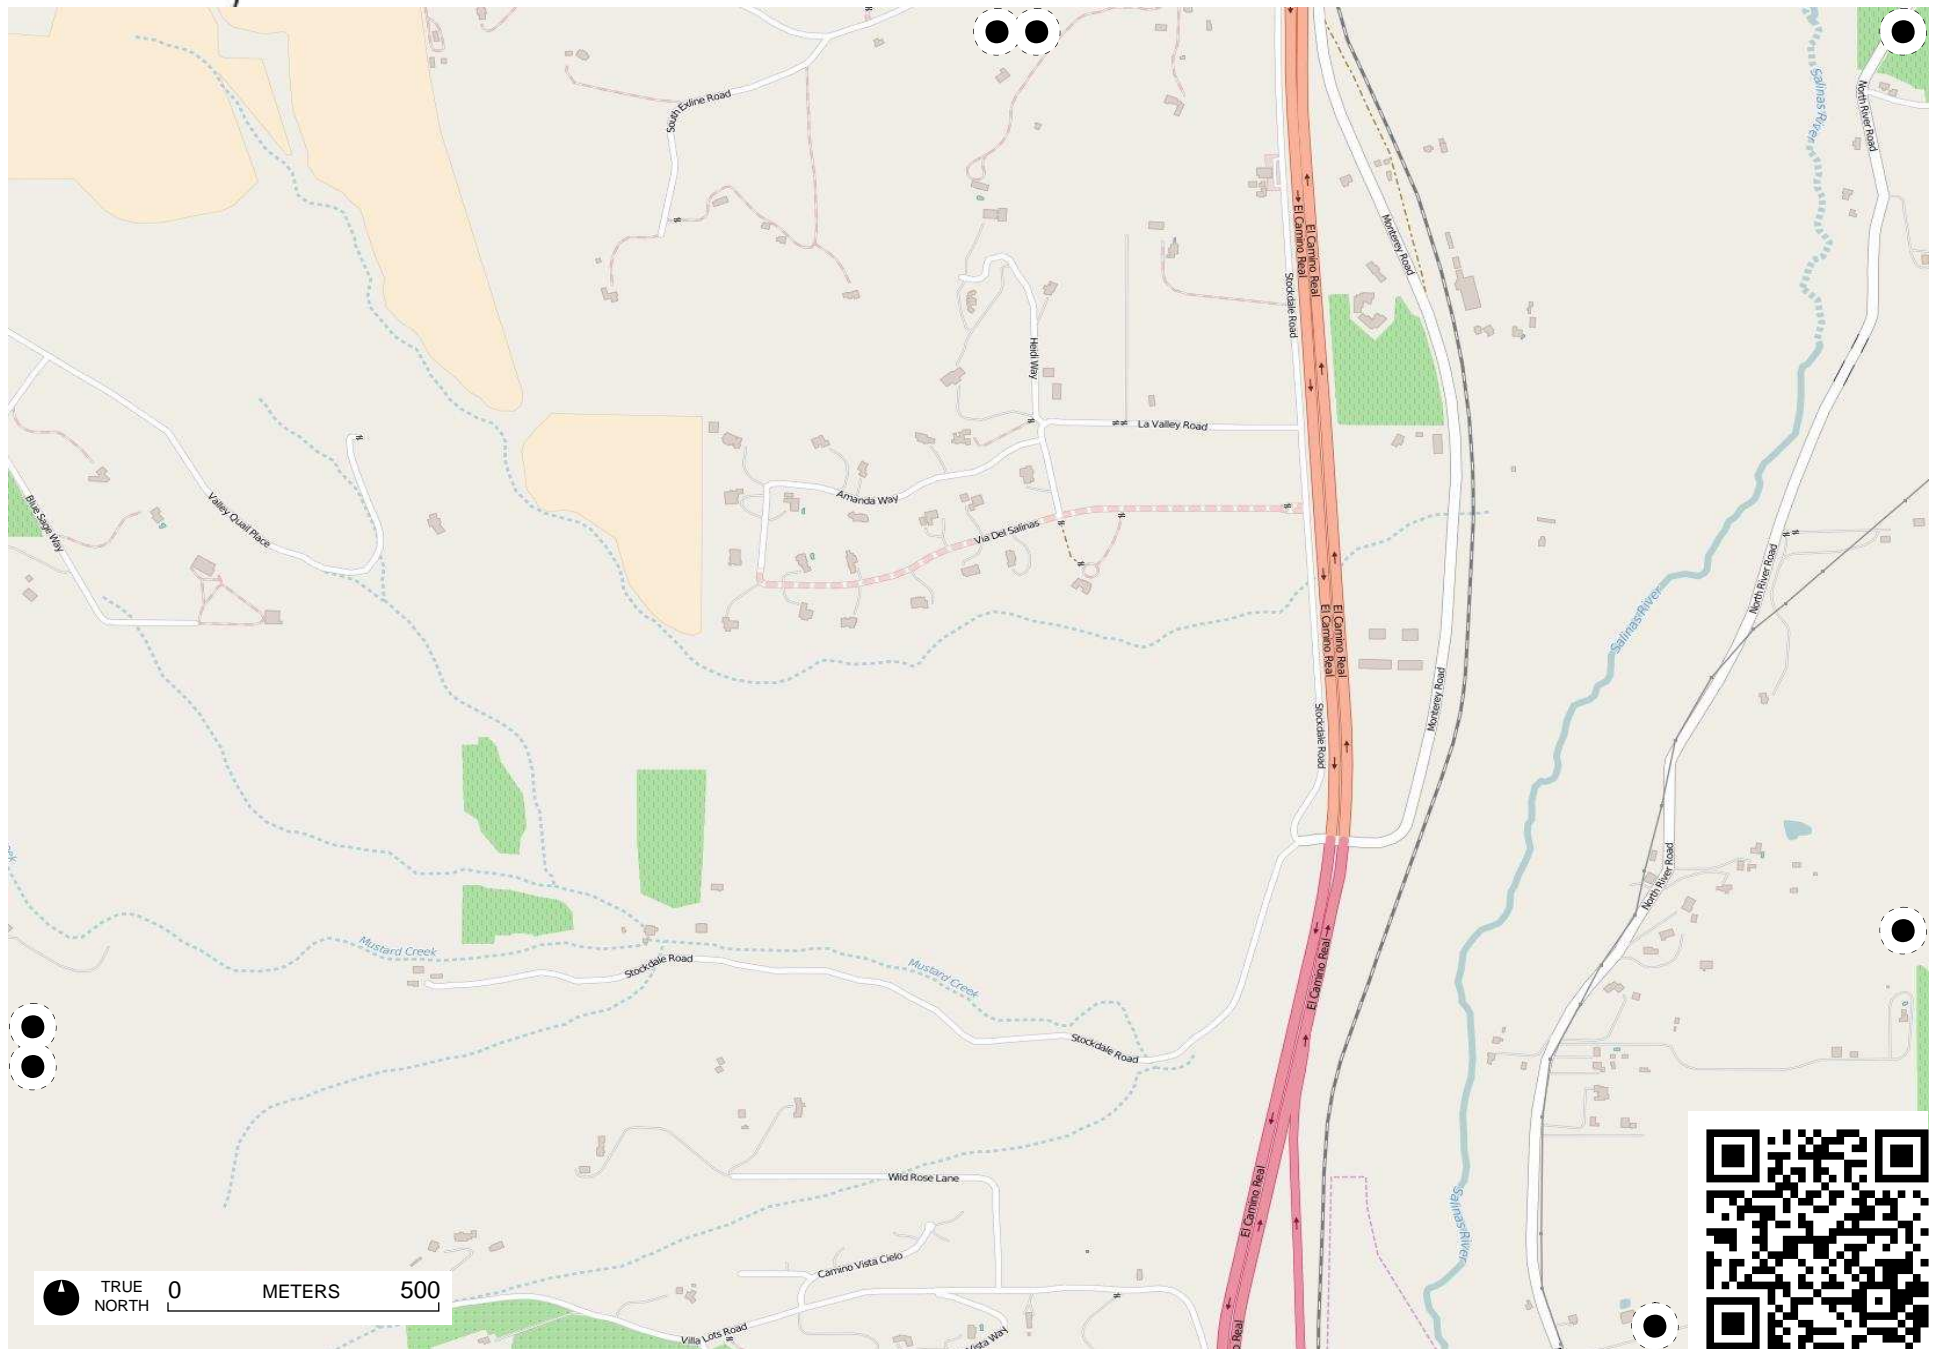 South Exline Road
Salinas River
North River Road
El Camino Real
El Camino Real
Monterey Road
Stockdale Road
Heidi Way
La Valley Road
Amanda Way
Via Del Salinas
Valley Quail Place
Blue Sage Way
North River Road
Salinas River
El Camino Real
El Camino Real
Monterey Road
Stockdale Road
North River Road
Mustard Creek
Stockdale Road
Mustard Creek
El Camino Real
Stockdale Road
Wild Rose Lane
El Camino Real
Salinas River
Camino Vista Cielo
Villa Lots Road
Vista Way
Real
TRUE
NORTH
0 METERS 500